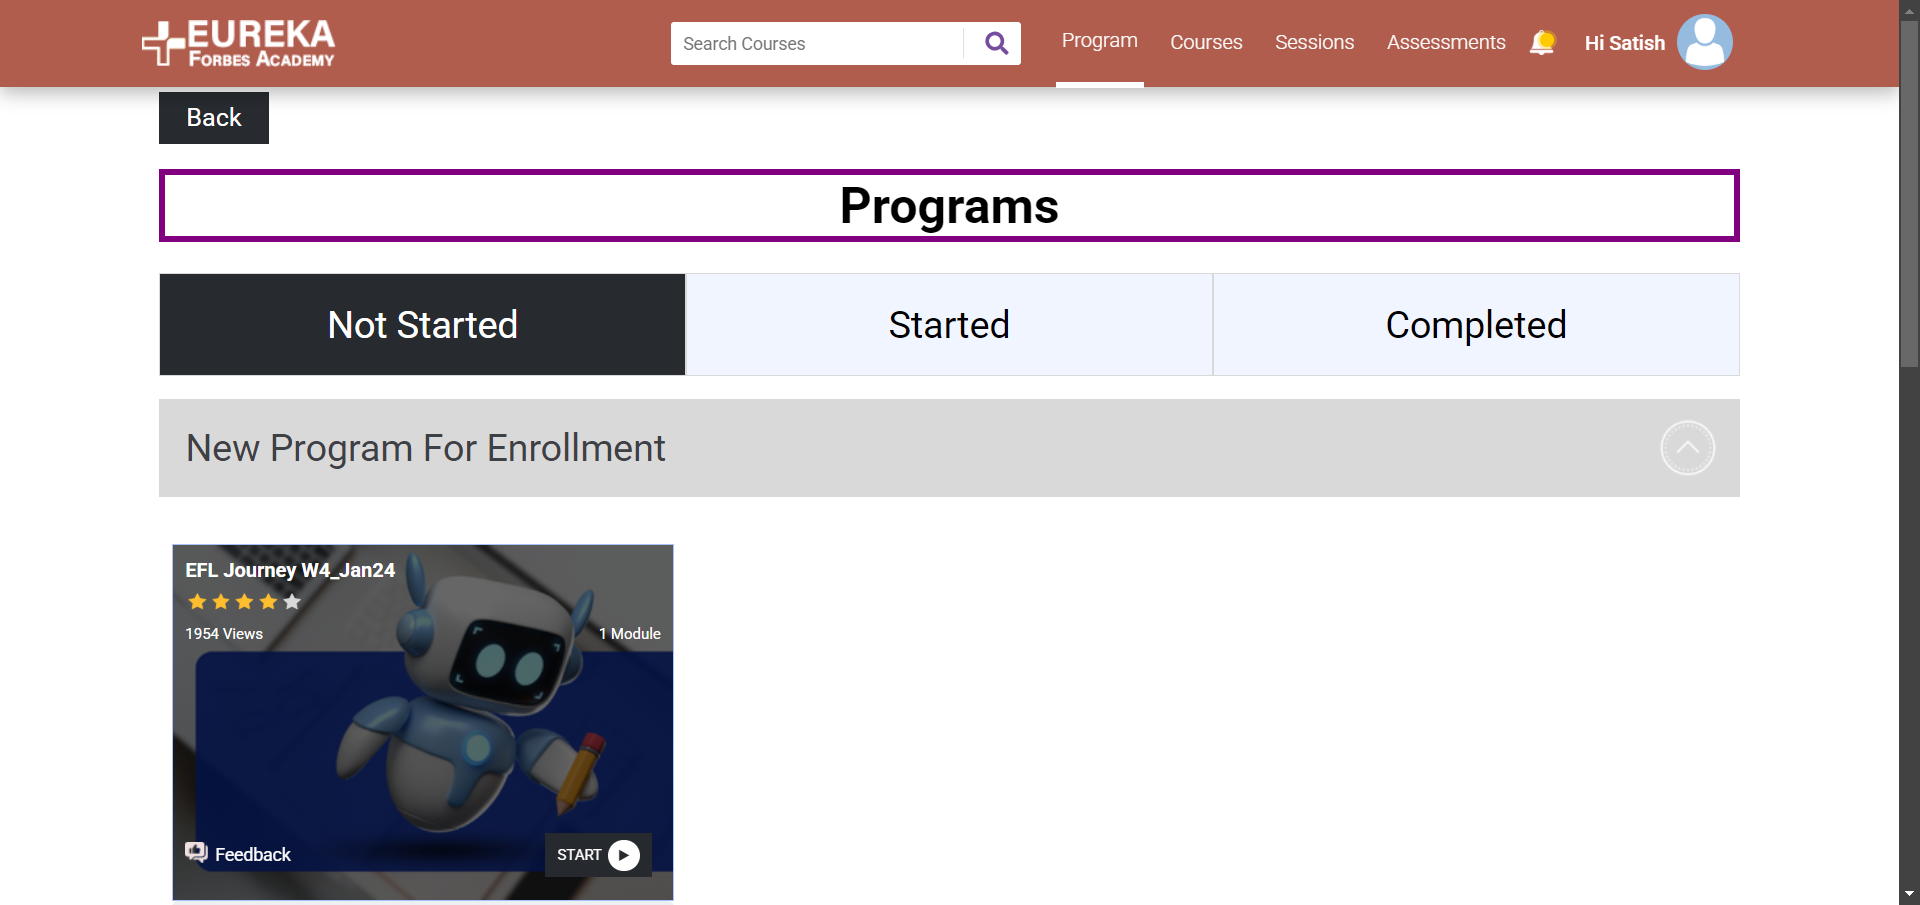 EUREKA
FORBES ACADEMY
Search Courses
Program
Courses
Sessions
Assessments
Hi Satish
Back
Programs
Not Started
Started
Completed
New Program For Enrollment
EFL Journey W4_Jan24
1954 Views
1 Module
Feedback
START